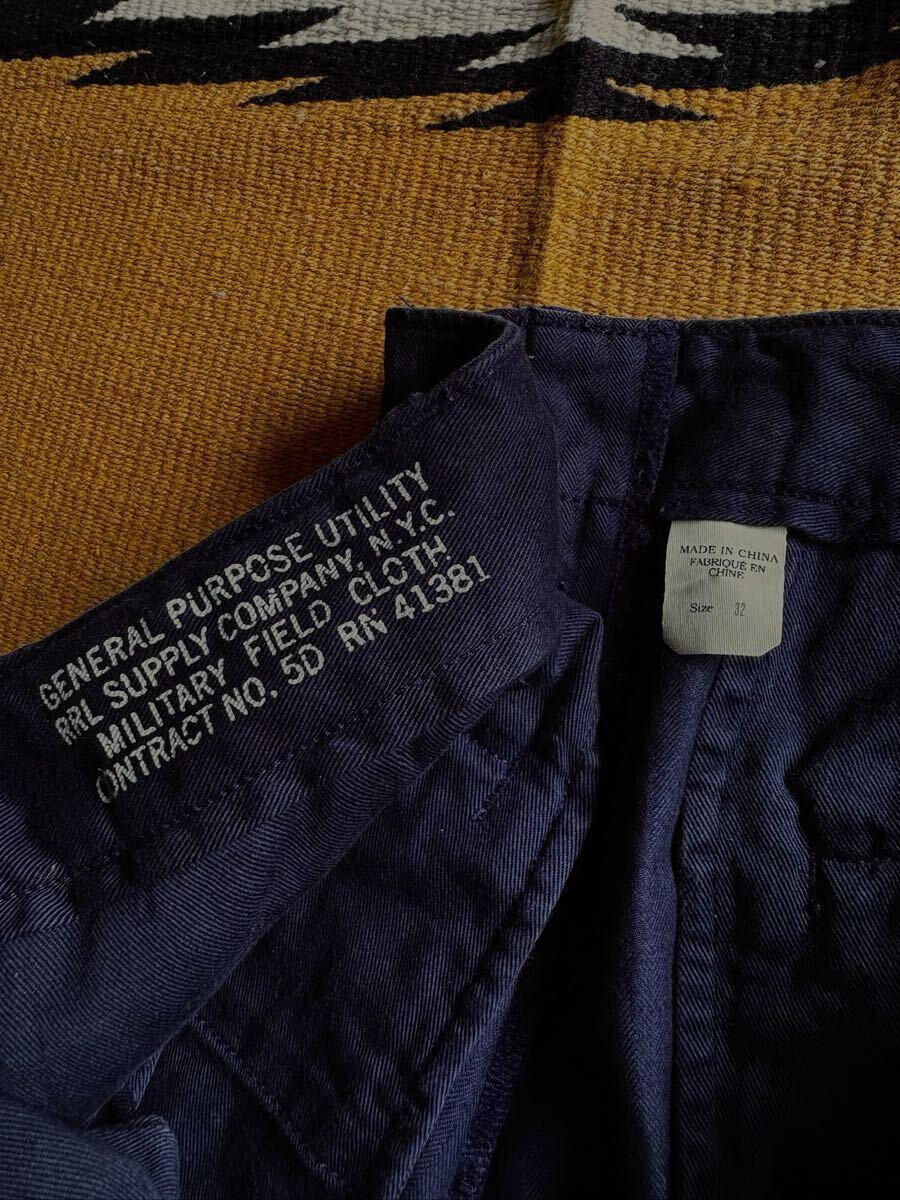 GENERAL PURPOSE UTILITY
RRL SUPPLY COMPANY, N.Y.C.
MILITARY FIELD CLOTH
ONTRACT NO. 5D RN 41381
MADE IN CHINA
FABRIQUÉ EN
CHINE
Size 32